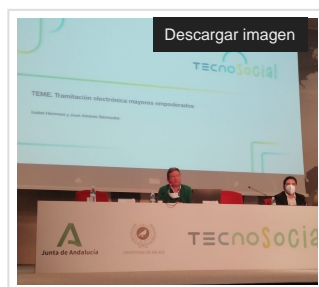 Descargar imagen
TECNOSOCIAL
TEME. Tramitación electrónica mayores empoderados
Junta de Andalucía
TECNOSOCIA